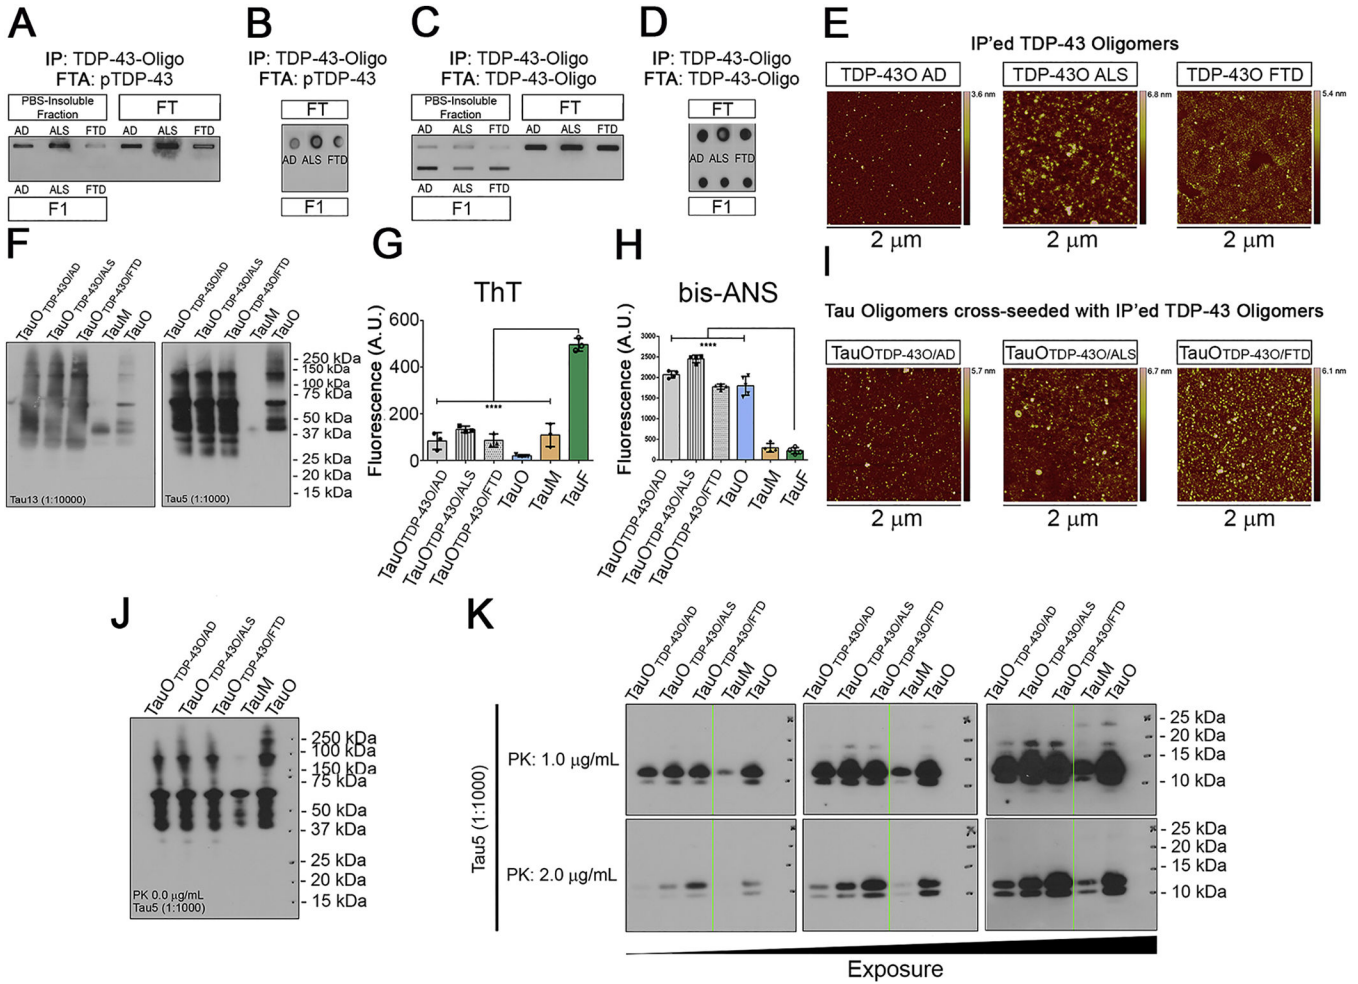 A
IP: TDP-43-Oligo
FTA: pTDP-43
PBS-Insoluble
Fraction
FT
AD ALS FTD AD ALS FTD
AD ALS FTD
F1
B
IP: TDP-43-Oligo
FTA: pTDP-43
FT
AD ALS FTD
F1
C
IP: TDP-43-Oligo
FTA: TDP-43-Oligo
PBS-Insoluble
Fraction
FT
AD ALS FTD AD ALS FTD
AD ALS FTD
F1
D
IP: TDP-43-Oligo
FTA: TDP-43-Oligo
FT
AD ALS FTD
F1
E
IP'ed TDP-43 Oligomers
TDP-43O AD TDP-43O ALS TDP-43O FTD
3.6 nm 6.8 nm 5.4 nm
2 μm 2 μm 2 μm
F
TauOTDP-43O/AD
TauOTDP-43O/ALS
TauOTDP-43O/FTD
TauM
TauO
TauOTDP-43O/AD
TauOTDP-43O/ALS
TauOTDP-43O/FTD
TauM
TauO
- 250 kDa
- 150 kDa
- 100 kDa
- 75 kDa
- 50 kDa
- 37 kDa
- 25 kDa
- 20 kDa
- 15 kDa
Tau13 (1:10000)
Tau5 (1:1000)
G
ThT
Fluorescence (A.U.)
600
400
200
0
****
TauOTDP-43O/AD
TauOTDP-43O/ALS
TauOTDP-43O/FTD
TauO
TauM
TauF
H
bis-ANS
Fluorescence (A.U.)
3000
2500
2000
1500
1000
500
0
****
TauOTDP-43O/AD
TauOTDP-43O/ALS
TauOTDP-43O/FTD
TauO
TauM
TauF
I
Tau Oligomers cross-seeded with IP'ed TDP-43 Oligomers
TauOTDP-43O/AD TauOTDP-43O/ALS TauOTDP-43O/FTD
5.7 nm 6.7 nm 6.1 nm
2 μm 2 μm 2 μm
J
TauOTDP-43O/AD
TauOTDP-43O/ALS
TauOTDP-43O/FTD
TauM
TauO
- 250 kDa
- 100 kDa
- 150 kDa
- 75 kDa
- 50 kDa
- 37 kDa
- 25 kDa
- 20 kDa
- 15 kDa
PK 0.0 μg/mL
Tau5 (1:1000)
K
TauOTDP-43O/AD
TauOTDP-43O/ALS
TauOTDP-43O/FTD
TauM
TauO
TauOTDP-43O/AD
TauOTDP-43O/ALS
TauOTDP-43O/FTD
TauM
TauO
TauOTDP-43O/AD
TauOTDP-43O/ALS
TauOTDP-43O/FTD
TauM
TauO
Tau5 (1:1000)
PK: 1.0 μg/mL
- 25 kDa
- 20 kDa
- 15 kDa
- 10 kDa
PK: 2.0 μg/mL
- 25 kDa
- 20 kDa
- 15 kDa
- 10 kDa
Exposure